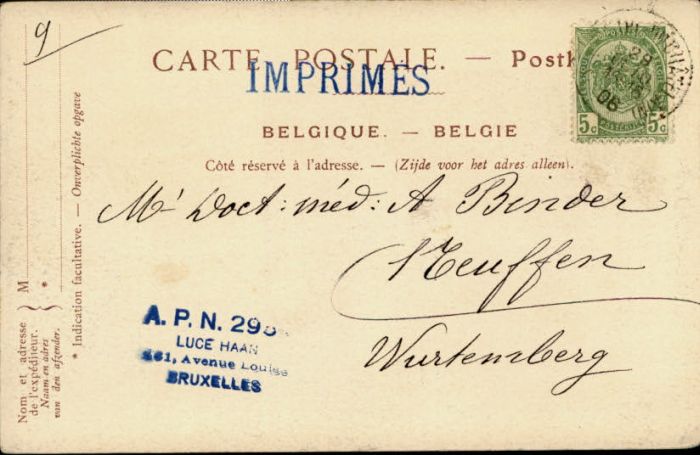 9
CARTE POSTALE. — Postk
IMPRIMÉS
BELGIQUE. — BELGIE
Côté réservé à l'adresse. — (Zijde voor het adres alleen).
5c 5c
29
06
Mʳ Doct: méd: A Binder
Neuffen
Wurtemberg
A. P. N. 298
LUCE HAAN
Avenue Louise
BRUXELLES
* Indication facultative. — Onverplichte opgave
M
*
Nom et adresse
de l'expéditeur.
Naam en adres
van den afzender.